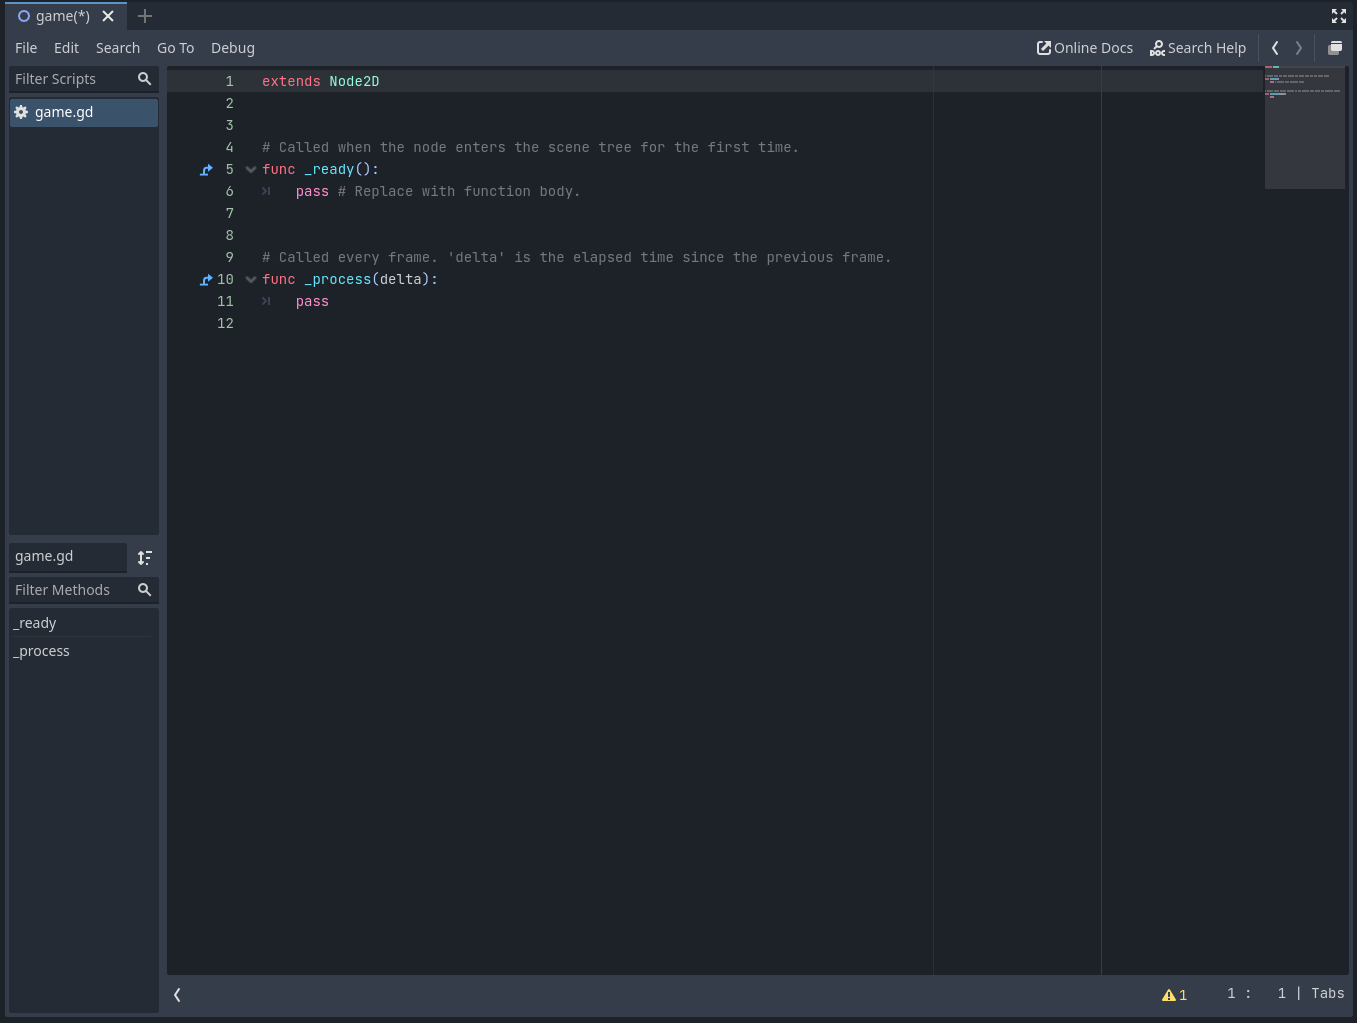 game(*)
File Edit Search Go To Debug Online Docs Search Help
Filter Scripts
game.gd
1 extends Node2D
2
3
4 # Called when the node enters the scene tree for the first time.
5 func _ready():
6 pass # Replace with function body.
7
8
9 # Called every frame. 'delta' is the elapsed time since the previous frame.
10 func _process(delta):
11 pass
12
game.gd
Filter Methods
_ready
_process
1 1 : 1 | Tabs